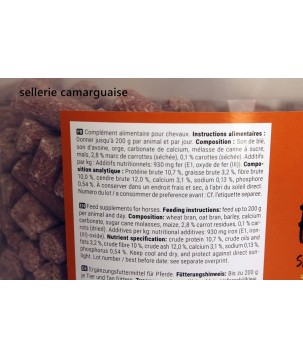 sellerie camarguaise
FR Complément alimentaire pour chevaux. Instructions alimentaires :
Donner jusqu'à 200 g par animal et par jour. Composition : Son de blé,
son d'avoine, orge, carbonate de calcium, mélasse de canne à sucre,
maïs, 2,8 % marc de carottes (séchée), 0,1 % carottes (séchée). Additifs par
kg : Additifs nutritionnels: 930 mg fer (E1, oxyde de fer (III)). Compo-
sition analytique : Protéine brute 10,7 %, graisse brute 3,2 %, fibre brute
10,0 %, cendre brute 12,0 %, calcium 3,1 %, sodium 0,13 %, phosphore
0,54 %. À conserver dans un endroit frais et sec, à l'abri du soleil direct.
Numéro du lot / à consommer de préférence avant: voir l'impression.
Feed supplements for horses. Feeding instructions: feed up to 200 g
per animal and day. Composition: wheat bran, oat bran, barley, calcium
carbonate, sugar cane molasses, maize, 2.8 % carrot (dried), 0.1 %
rots (dried). Additives per kg: nutritional additives: 930 mg iron (E1, iron-
(III)-oxide). Nutrient specification: crude protein 10,7 %, crude oils and
fats 3,2 %, crude fibre 10 %, crude ash 12,0 %, calcium 3,1 %, sodium 0,13 %,
phosphorus 0,54 %. Keep cool and dry, and protect against direct sun-
light. Lot number / best before date: see separate overprint.
Ergänzungsfuttermittel für Pferde. Fütterungshinweis: Bis zu 200 g
je Tier und Tag füttern.